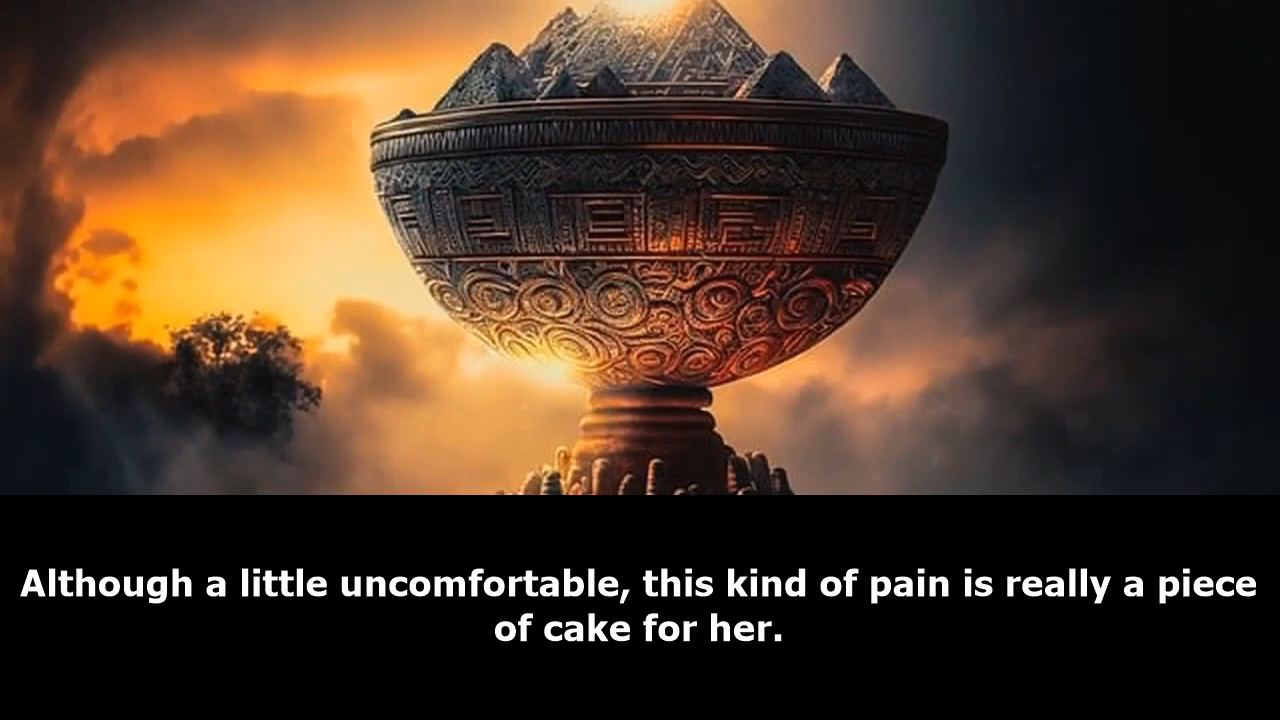 Although a little uncomfortable, this kind of pain is really a piece
of cake for her.